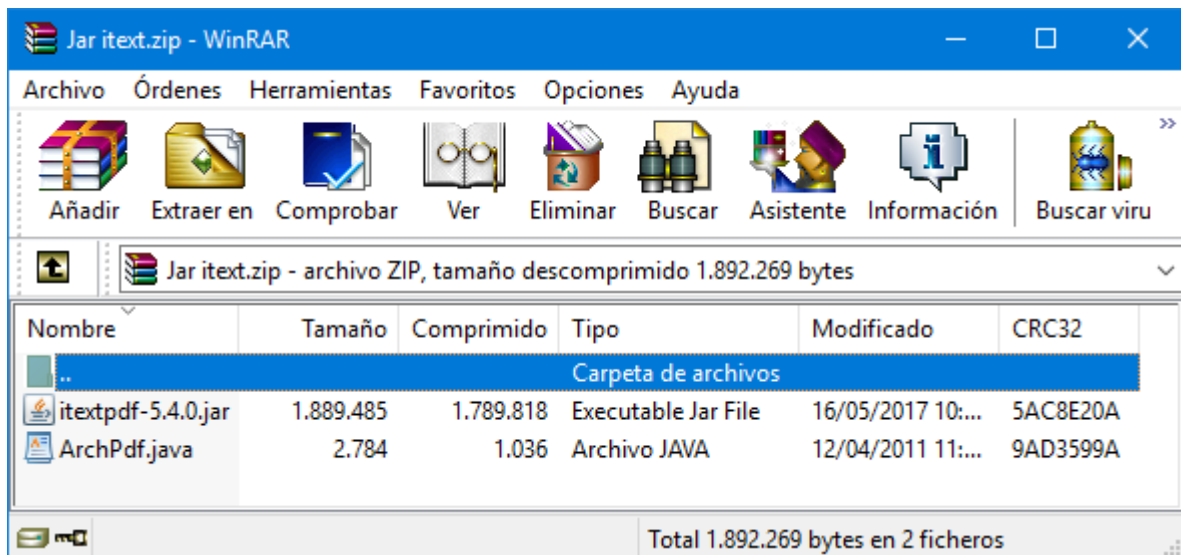 Jar itext.zip - WinRAR
Archivo Órdenes Herramientas Favoritos Opciones Ayuda
Añadir Extraer en Comprobar Ver Eliminar Buscar Asistente Información Buscar viru
Jar itext.zip - archivo ZIP, tamaño descomprimido 1.892.269 bytes
Nombre Tamaño Comprimido Tipo Modificado CRC32
.. Carpeta de archivos
itextpdf-5.4.0.jar 1.889.485 1.789.818 Executable Jar File 16/05/2017 10:... 5AC8E20A
ArchPdf.java 2.784 1.036 Archivo JAVA 12/04/2011 11:... 9AD3599A
Total 1.892.269 bytes en 2 ficheros